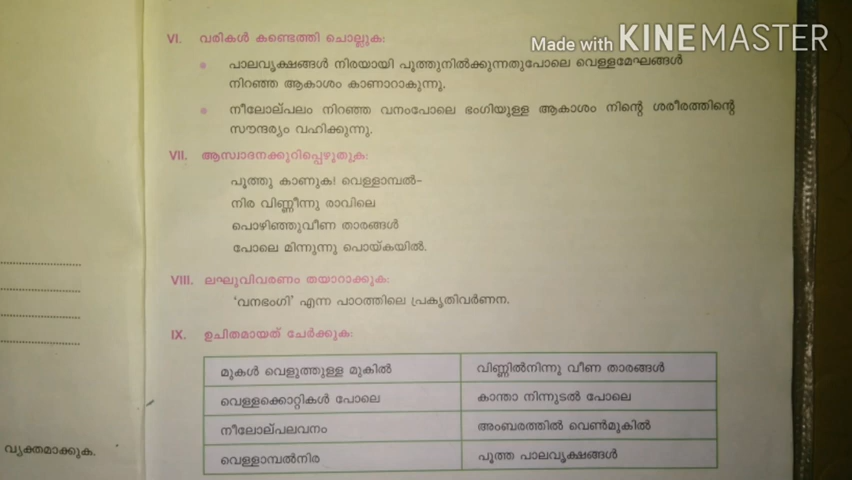 Made with KINEMASTER
VI. വരികൾ കണ്ടെത്തി ചൊല്ലുക:
• പാലവൃക്ഷങ്ങൾ നിരയായി പൂത്തുനിൽക്കുന്നതുപോലെ വെള്ളമേഘങ്ങൾ
നിറഞ്ഞ ആകാശം കാണാറാകുന്നൂ.
• നീലോല്പലം നിറഞ്ഞ വനംപോലെ ഭംഗിയുള്ള ആകാശം നിന്റെ ശരീരത്തിന്റെ
സൗന്ദര്യം വഹിക്കുന്നു.
VII. ആസ്വാദനക്കുറിപ്പെഴുതുക:
പൂത്തു കാണുക! വെള്ളാമ്പൽ-
നിര വിണ്ണീന്നു രാവിലെ
പൊഴിഞ്ഞുവീണ താരങ്ങൾ
പോലെ മിന്നുന്നു പൊയ്കയിൽ.
VIII. ലഘുവിവരണം തയാറാക്കുക:
'വനഭംഗി' എന്ന പാഠത്തിലെ പ്രകൃതിവർണന.
IX. ഉചിതമായത് ചേർക്കുക:
മുകൾ വെളുത്തുള്ള മുകിൽ വിണ്ണിൽനിന്നു വീണ താരങ്ങൾ
വെള്ളക്കൊറ്റികൾ പോലെ കാന്താ നിന്നുടൽ പോലെ
നീലോല്പലവനം അംബരത്തിൽ വെൺമുകിൽ
വെള്ളാമ്പൽനിര പൂത്ത പാലവൃക്ഷങ്ങൾ
വ്യക്തമാക്കുക.